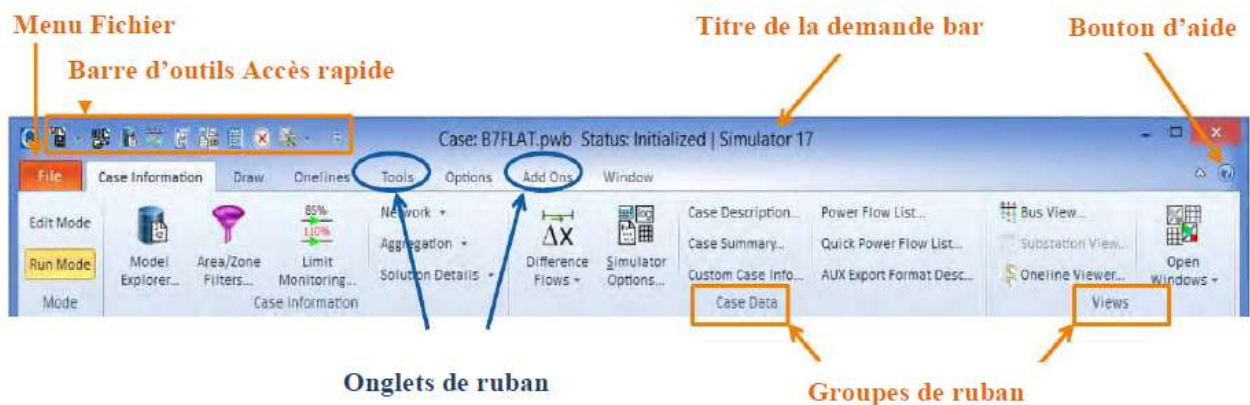 Menu Fichier
Titre de la demande bar
Bouton d’aide
Barre d’outils Accès rapide
Case: B7FLAT.pwb Status: Initialized | Simulator 17
File Case Information Draw Onelines Tools Options Add Ons Window
Edit Mode
Run Mode
Mode
Model
Explorer...
Area/Zone
Filters...
85%
110%
Limit
Monitoring...
Network
Aggregation
Solution Details
Case Information
ΔX
Difference
Flows
log
Simulator
Options...
Case Description...
Case Summary...
Custom Case Info...
Power Flow List...
Quick Power Flow List...
AUX Export Format Desc...
Case Data
Bus View...
Substation View...
Oneline Viewer...
Open
Windows
Views
Onglets de ruban
Groupes de ruban